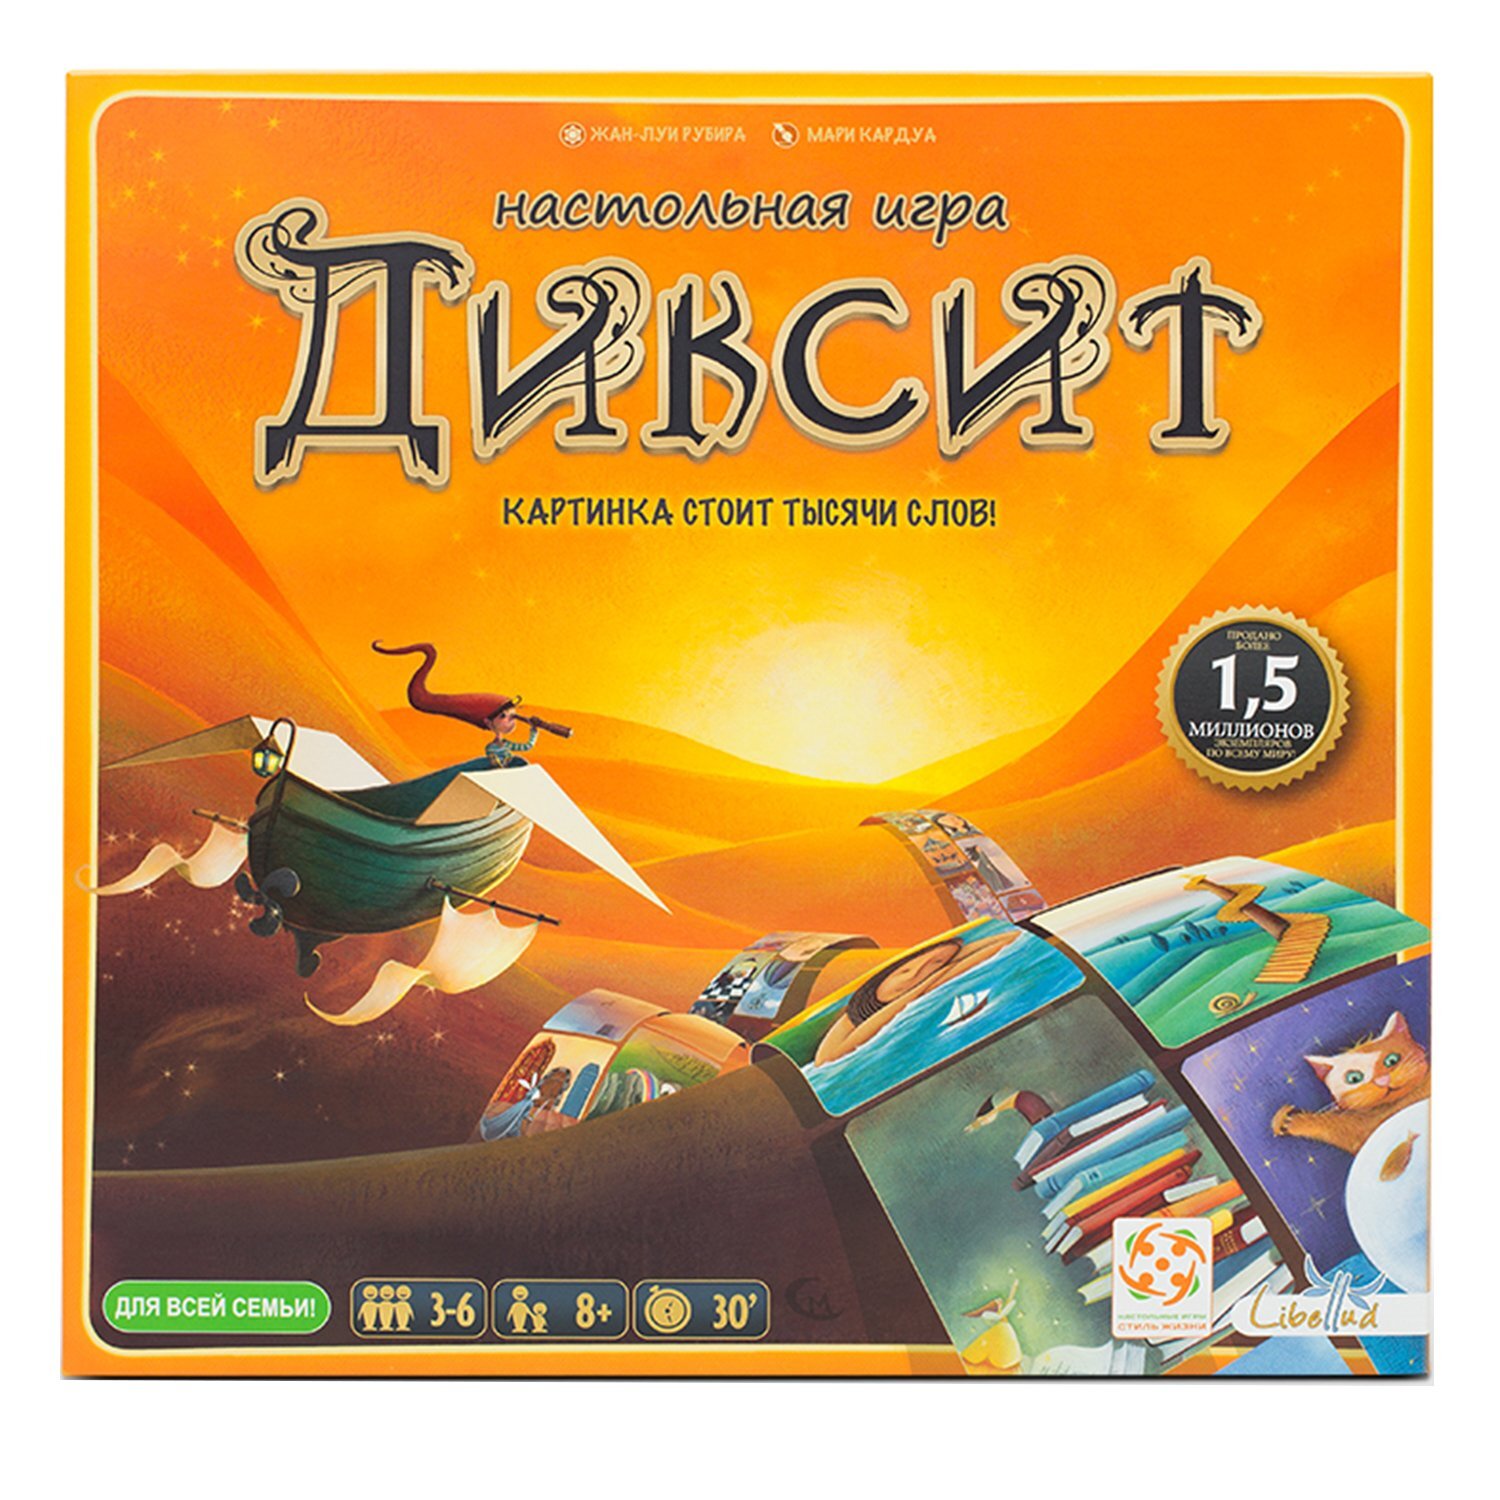 ЖАН-ЛУИ РУБИРА МАРИ КАРДУА
настольная игра
ДИКСИТ
КАРТИНКА СТОИТ ТЫСЯЧИ СЛОВ!
ПРОДАНО
БОЛЕЕ
1,5
МИЛЛИОНОВ
ЭКЗЕМПЛЯРОВ
ПО ВСЕМУ МИРУ!
ДЛЯ ВСЕЙ СЕМЬИ! 3-6 8+ 30'
НАСТОЛЬНЫЕ ИГРЫ
СТИЛЬ ЖИЗНИ
Libellud